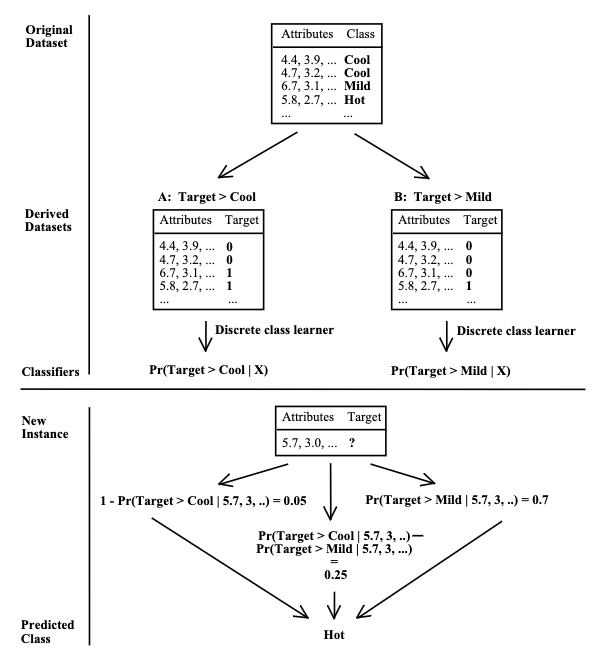 Original
Dataset
Attributes Class
4.4, 3.9, ... Cool
4.7, 3.2, ... Cool
6.7, 3.1, ... Mild
5.8, 2.7, ... Hot
... ...
Derived
Datasets
A: Target > Cool
Attributes Target
4.4, 3.9, ... 0
4.7, 3.2, ... 0
6.7, 3.1, ... 1
5.8, 2.7, ... 1
... ...
B: Target > Mild
Attributes Target
4.4, 3.9, ... 0
4.7, 3.2, ... 0
6.7, 3.1, ... 0
5.8, 2.7, ... 1
... ...
Discrete class learner
Discrete class learner
Classifiers
Pr(Target > Cool | X)
Pr(Target > Mild | X)
New
Instance
Attributes Target
5.7, 3.0, ... ?
1 - Pr(Target > Cool | 5.7, 3, ..) = 0.05
Pr(Target > Mild | 5.7, 3, ..) = 0.7
Pr(Target > Cool | 5.7, 3, ..) —
Pr(Target > Mild | 5.7, 3, ...)
=
0.25
Predicted
Class
Hot